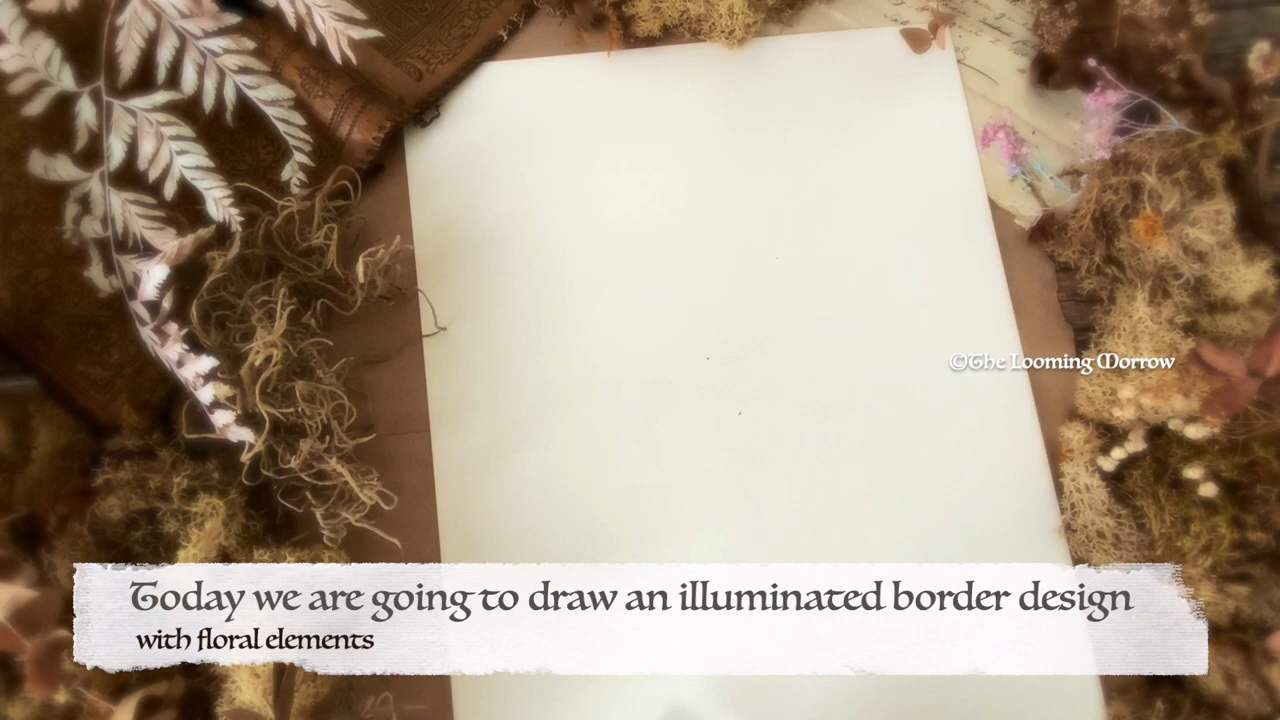 ©The Looming Morrow
Today we are going to draw an illuminated border design
with floral elements